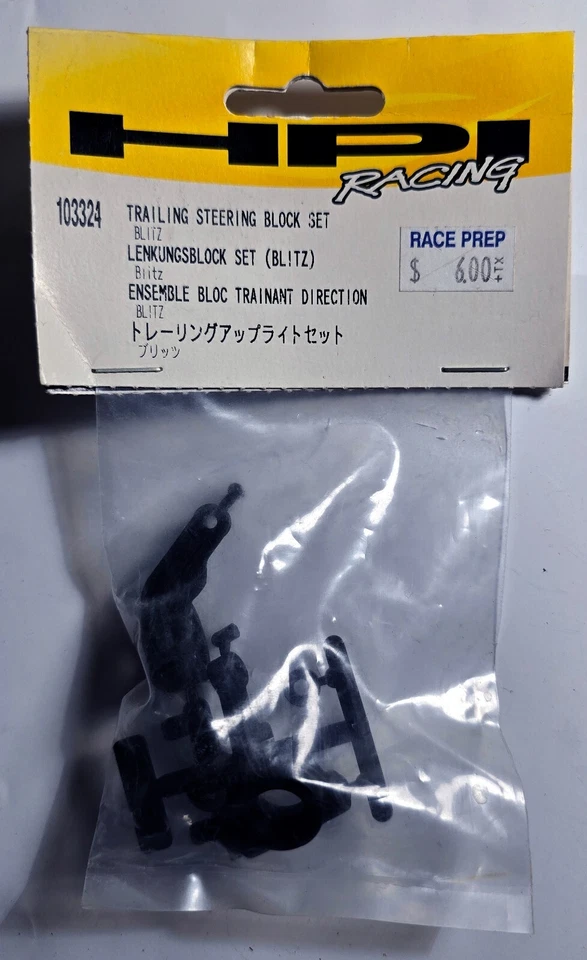 HPI
RACING
103324
TRAILING STEERING BLOCK SET
BLITZ
LENKUNGSBLOCK SET (BLITZ)
Blitz
ENSEMBLE BLOC TRAINANT DIRECTION
BLITZ
トレーリングアップライトセット
ブリッツ
RACE PREP
$ 6.00 +TX